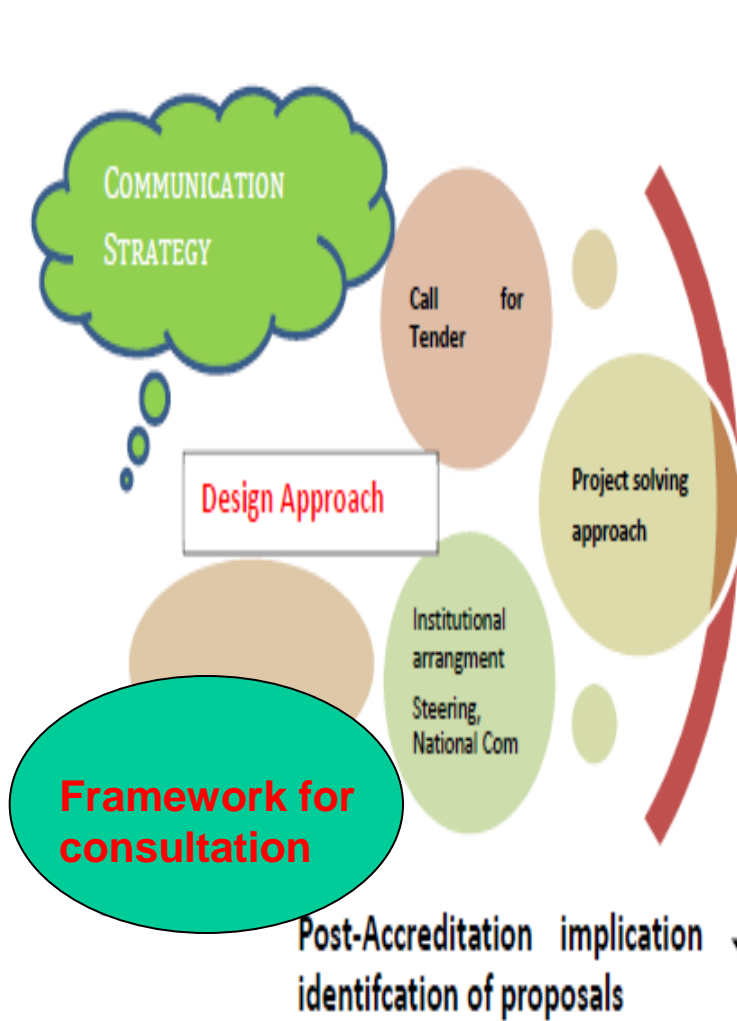 COMMUNICATION
STRATEGY
Call for
Tender
Project solving
approach
Design Approach
Institutional
arrangment
Steering,
National Com
Framework for
consultation
Post-Accreditation implication
identifcation of proposals